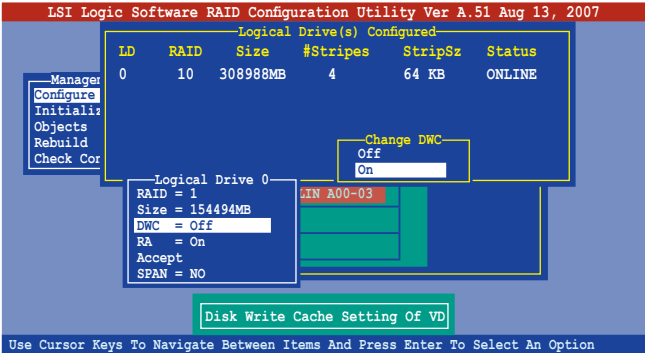 LSI Logic Software RAID Configuration Utility Ver A.51 Aug 13, 2007
Logical Drive(s) Configured
LD RAID Size #Stripes StripSz Status
0 10 308988MB 4 64 KB ONLINE
Manager
Configure
Initializ
Objects
Rebuild
Check Con
Change DWC
Off
On
Logical Drive 0
RAID = 1
Size = 154494MB
DWC = Off
RA = On
Accept
SPAN = NO
LIN A00-03
Disk Write Cache Setting Of VD
Use Cursor Keys To Navigate Between Items And Press Enter To Select An Option